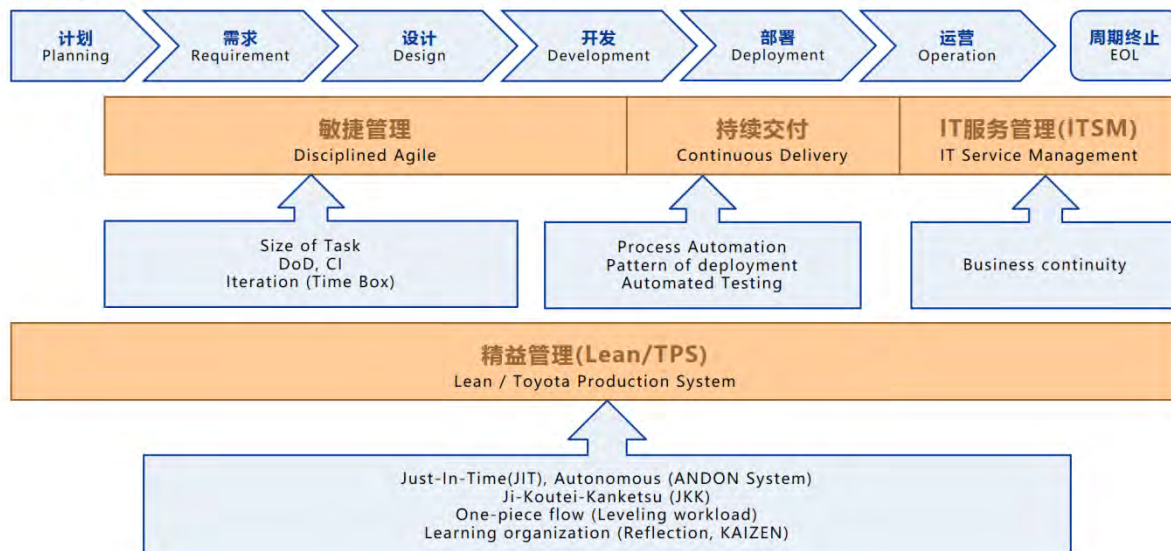 计划
Planning
需求
Requirement
设计
Design
开发
Development
部署
Deployment
运营
Operation
周期终止
EOL
敏捷管理
Disciplined Agile
持续交付
Continuous Delivery
IT服务管理(ITSM)
IT Service Management
Size of Task
DoD, CI
Iteration (Time Box)
Process Automation
Pattern of deployment
Automated Testing
Business continuity
精益管理(Lean/TPS)
Lean / Toyota Production System
Just-In-Time(JIT), Autonomous (ANDON System)
Ji-Koutei-Kanketsu (JKK)
One-piece flow (Leveling workload)
Learning organization (Reflection, KAIZEN)